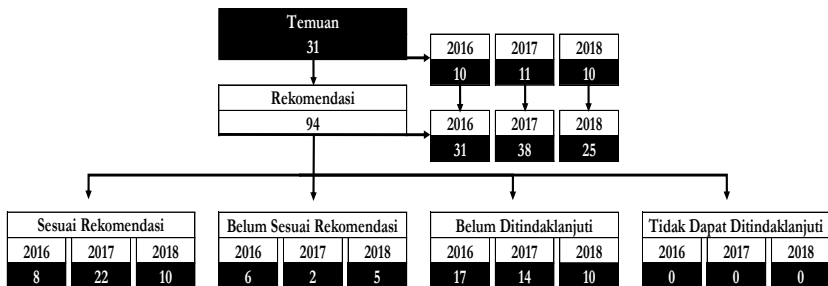 Temuan
31
2016 2017 2018
10 11 10
Rekomendasi
94
2016 2017 2018
31 38 25
Sesuai Rekomendasi
2016 2017 2018
8 22 10
Belum Sesuai Rekomendasi
2016 2017 2018
6 2 5
Belum Ditindaklanjuti
2016 2017 2018
17 14 10
Tidak Dapat Ditindaklanjuti
2016 2017 2018
0 0 0